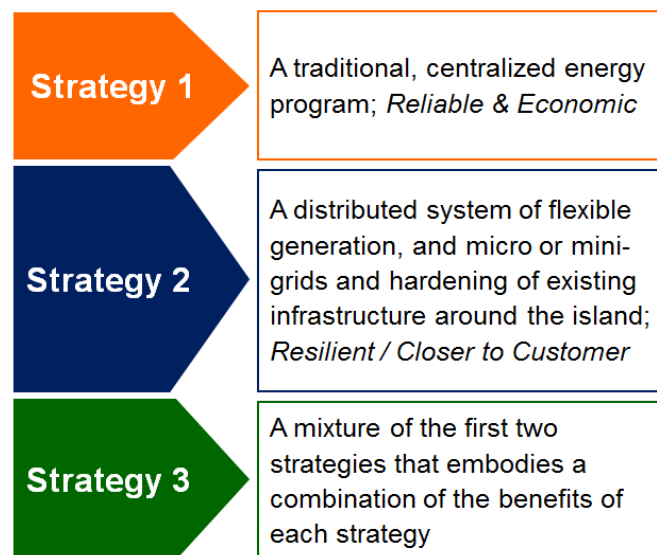 Strategy 1
A traditional, centralized energy
program; Reliable & Economic
Strategy 2
A distributed system of flexible
generation, and micro or mini-
grids and hardening of existing
infrastructure around the island;
Resilient / Closer to Customer
Strategy 3
A mixture of the first two
strategies that embodies a
combination of the benefits of
each strategy